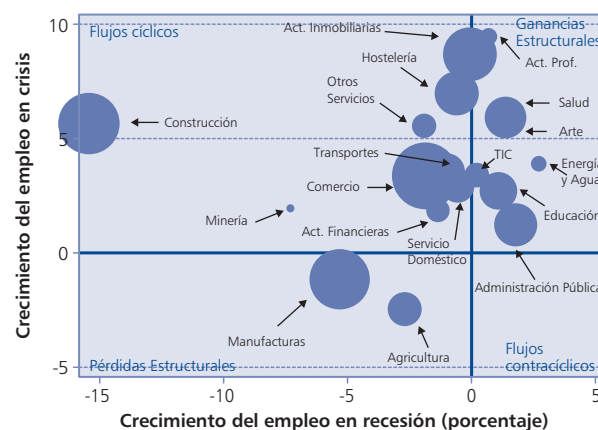 10
Flujos cíclicos
Act. Inmobiliarias
Ganancias
Estructurales
Act. Prof.
Hostelería
Otros
Servicios
Salud
Construcción
Arte
5
Transportes
TIC
Energía
y Agua
Comercio
Minería
Educación
Act. Financieras
Servicio
Doméstico
0
Administración Pública
Manufacturas
Agricultura
Flujos
contracíclicos
Pérdidas Estructurales
-5
-15
-10
-5
0
5
Crecimiento del empleo en crisis
Crecimiento del empleo en recesión (porcentaje)